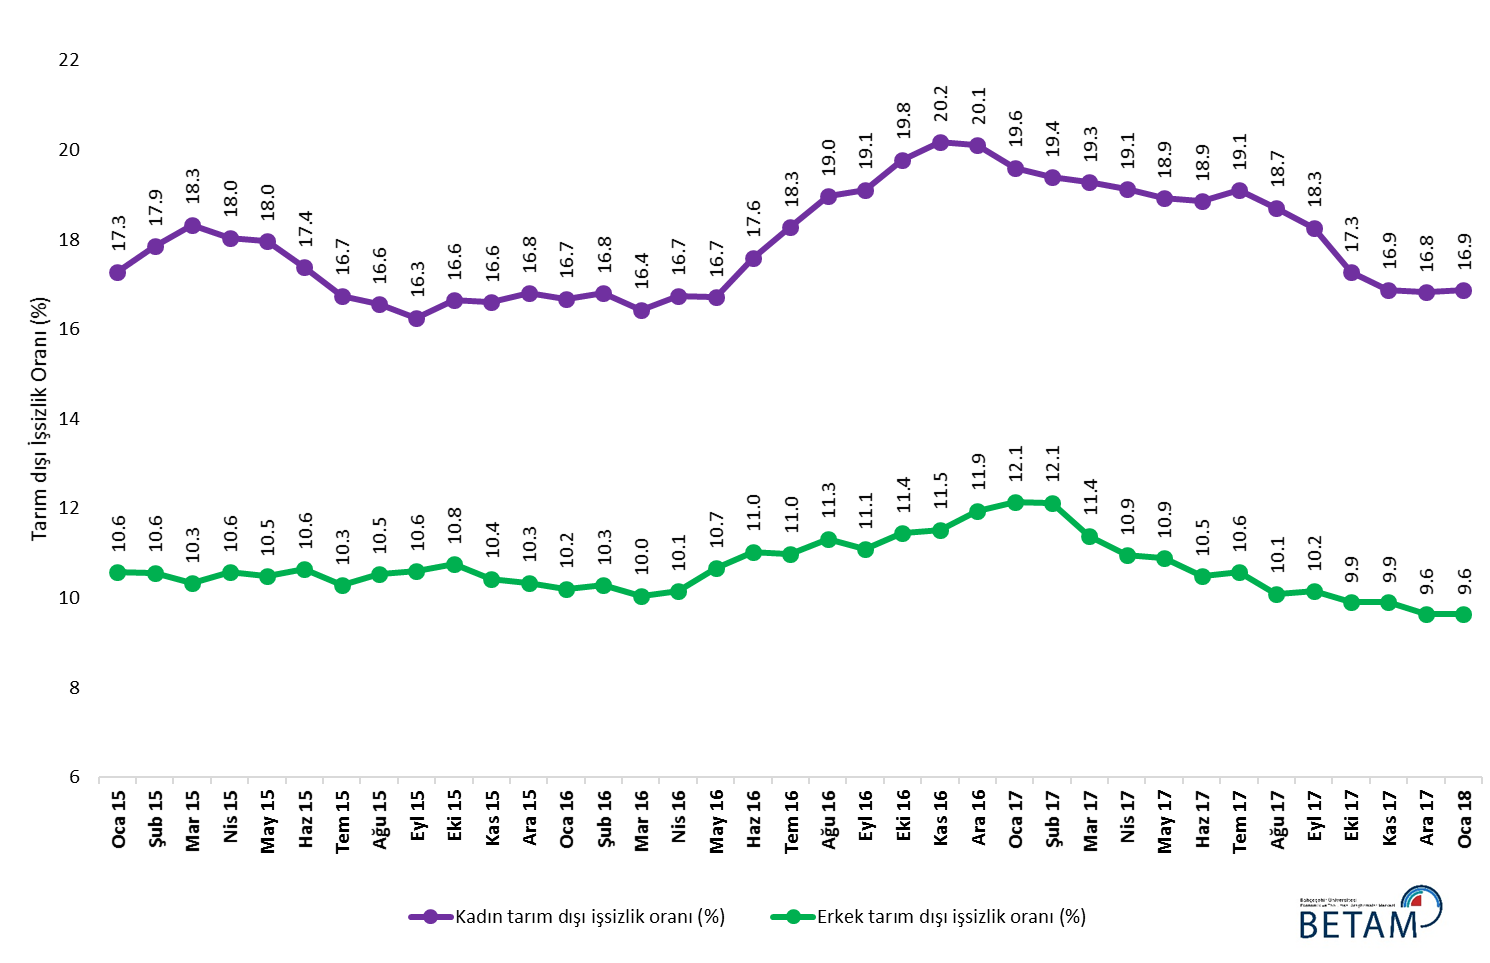 Tarım dışı İşsizlik Oranı (%)
22
20
18
16
14
12
10
8
6
17.3 17.9 18.3 18.0 18.0 17.4 16.7 16.6 16.3 16.6 16.6 16.8 16.7 16.8 16.4 16.7 16.7 17.6 18.3 19.0 19.1 19.8 20.2 20.1 19.6 19.4 19.3 19.1 18.9 18.9 19.1 18.7 18.3 17.3 16.9 16.8 16.9
10.6 10.6 10.3 10.6 10.5 10.6 10.3 10.5 10.6 10.8 10.4 10.3 10.2 10.3 10.0 10.1 10.7 11.0 11.0 11.3 11.1 11.4 11.5 11.9 12.1 12.1 11.4 10.9 10.9 10.5 10.6 10.1 10.2 9.9 9.9 9.6 9.6
Oca 15 Şub 15 Mar 15 Nis 15 May 15 Haz 15 Tem 15 Ağu 15 Eyl 15 Eki 15 Kas 15 Ara 15 Oca 16 Şub 16 Mar 16 Nis 16 May 16 Haz 16 Tem 16 Ağu 16 Eyl 16 Eki 16 Kas 16 Ara 16 Oca 17 Şub 17 Mar 17 Nis 17 May 17 Haz 17 Tem 17 Ağu 17 Eyl 17 Eki 17 Kas 17 Ara 17 Oca 18
Kadın tarım dışı işsizlik oranı (%) Erkek tarım dışı işsizlik oranı (%)
Bahçeşehir Üniversitesi
BETAM